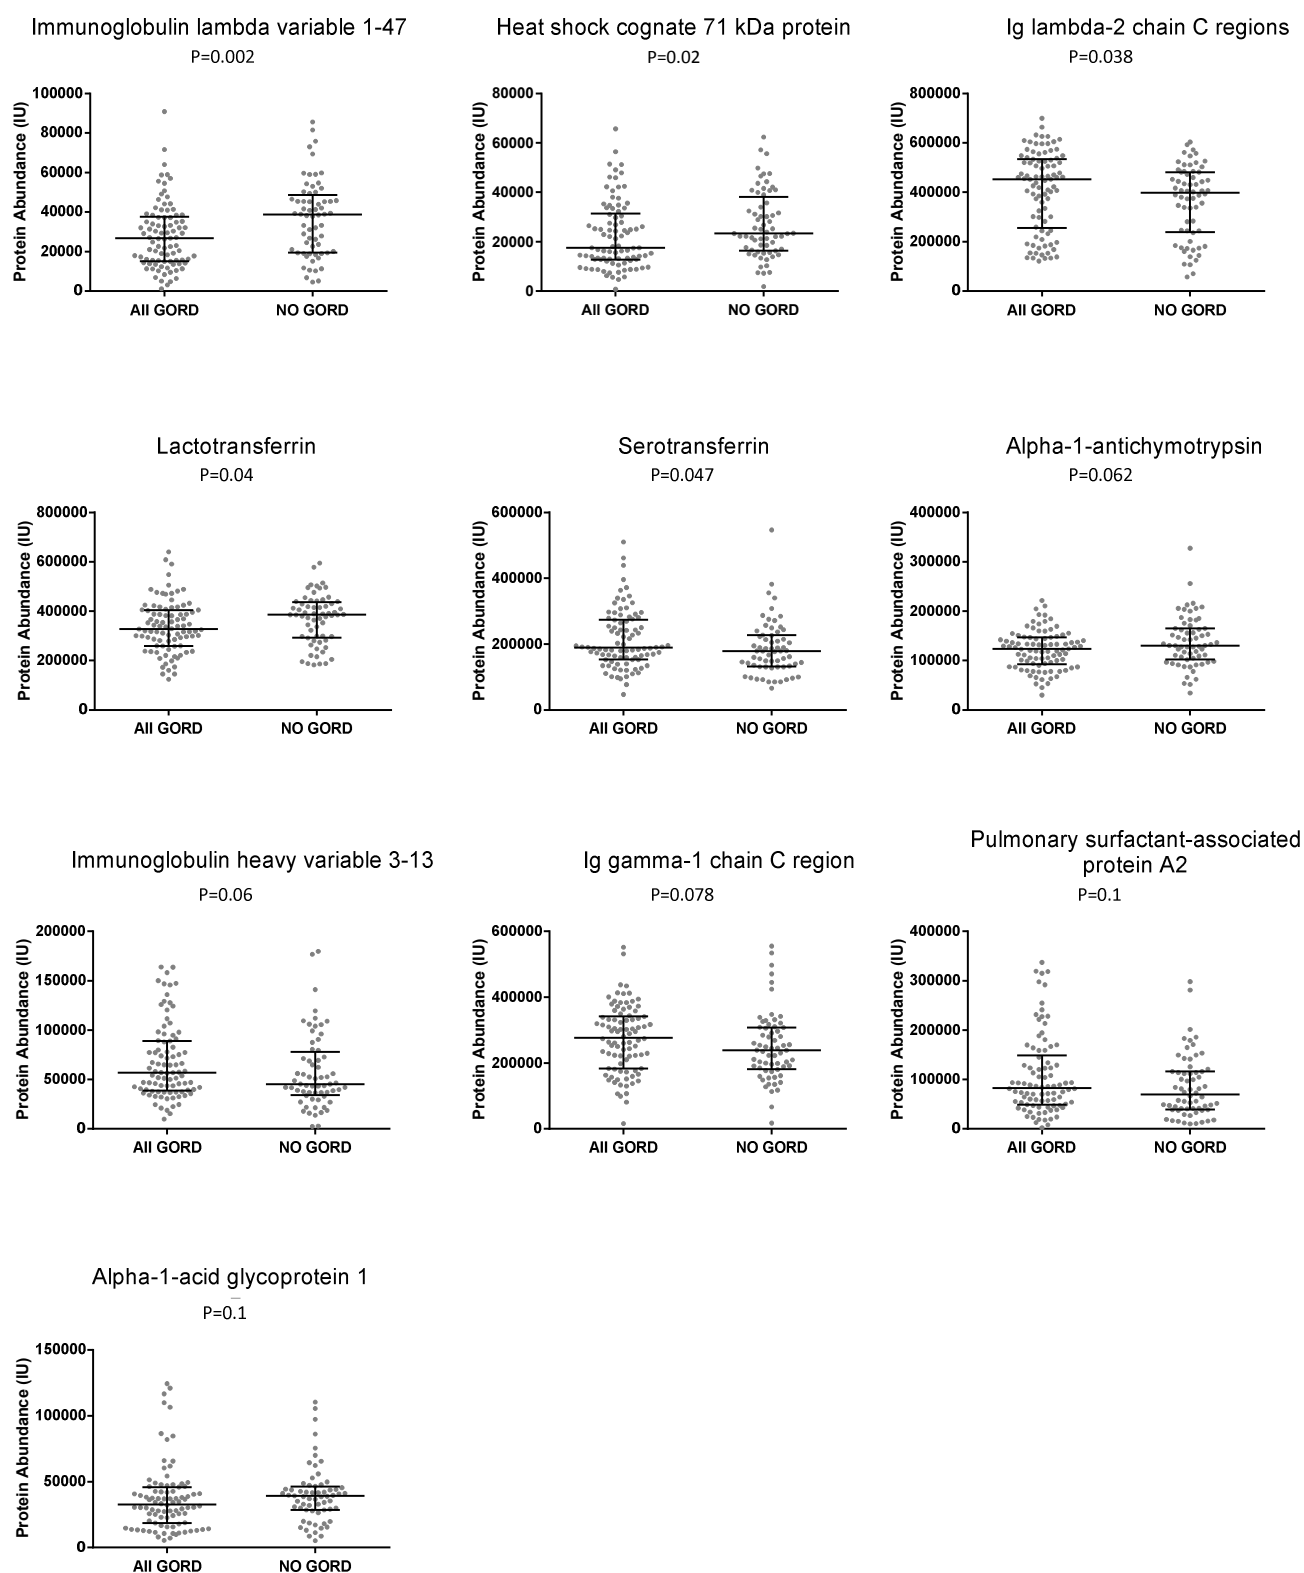 Immunoglobulin lambda variable 1-47
P=0.002
Protein Abundance (IU)
100000
80000
60000
40000
20000
0
All GORD
NO GORD
Heat shock cognate 71 kDa protein
P=0.02
Protein Abundance (IU)
80000
60000
40000
20000
0
All GORD
NO GORD
Ig lambda-2 chain C regions
P=0.038
Protein Abundance (IU)
800000
600000
400000
200000
0
All GORD
NO GORD
Lactotransferrin
P=0.04
Protein Abundance (IU)
800000
600000
400000
200000
0
All GORD
NO GORD
Serotransferrin
P=0.047
Protein Abundance (IU)
600000
400000
200000
0
All GORD
NO GORD
Alpha-1-antichymotrypsin
P=0.062
Protein Abundance (IU)
400000
300000
200000
100000
0
All GORD
NO GORD
Immunoglobulin heavy variable 3-13
P=0.06
Protein Abundance (IU)
200000
150000
100000
50000
0
All GORD
NO GORD
Ig gamma-1 chain C region
P=0.078
Protein Abundance (IU)
600000
400000
200000
0
All GORD
NO GORD
Pulmonary surfactant-associated
protein A2
P=0.1
Protein Abundance (IU)
400000
300000
200000
100000
0
All GORD
NO GORD
Alpha-1-acid glycoprotein 1
P=0.1
Protein Abundance (IU)
150000
100000
50000
0
All GORD
NO GORD